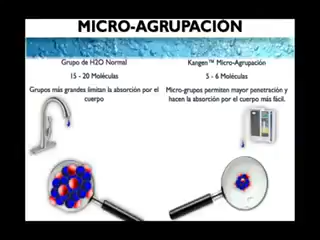 MICRO-AGRUPACIÓN
Grupo de H2O Normal
15 - 20 Moléculas
Grupos más grandes limitan la absorción por el
cuerpo
Kangen™ Micro-Agrupación
5 - 6 Moléculas
Micro-grupos permiten mayor penetración y
hacen la absorción por el cuerpo más fácil.